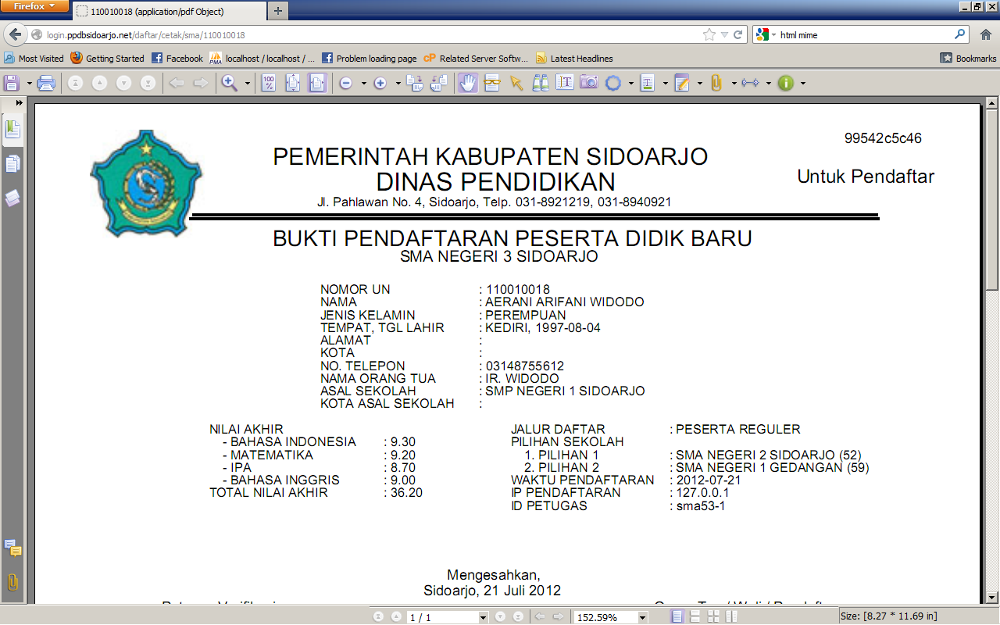 Firefox
110010018 (application/pdf Object)
login.ppdbsidoarjo.net/daftar/cetak/sma/110010018
html mime
Most Visited Getting Started Facebook localhost / localhost / ... Problem loading page Related Server Softw... Latest Headlines Bookmarks
99542c5c46
PEMERINTAH KABUPATEN SIDOARJO
Untuk Pendaftar
DINAS PENDIDIKAN
Jl. Pahlawan No. 4, Sidoarjo, Telp. 031-8921219, 031-8940921
BUKTI PENDAFTARAN PESERTA DIDIK BARU
SMA NEGERI 3 SIDOARJO
NOMOR UN : 110010018
NAMA : AERANI ARIFANI WIDODO
JENIS KELAMIN : PEREMPUAN
TEMPAT, TGL LAHIR : KEDIRI, 1997-08-04
ALAMAT :
KOTA :
NO. TELEPON : 03148755612
NAMA ORANG TUA : IR. WIDODO
ASAL SEKOLAH : SMP NEGERI 1 SIDOARJO
KOTA ASAL SEKOLAH :
NILAI AKHIR
- BAHASA INDONESIA : 9.30
- MATEMATIKA : 9.20
- IPA : 8.70
- BAHASA INGGRIS : 9.00
TOTAL NILAI AKHIR : 36.20
JALUR DAFTAR : PESERTA REGULER
PILIHAN SEKOLAH
1. PILIHAN 1 : SMA NEGERI 2 SIDOARJO (52)
2. PILIHAN 2 : SMA NEGERI 1 GEDANGAN (59)
WAKTU PENDAFTARAN : 2012-07-21
IP PENDAFTARAN : 127.0.0.1
ID PETUGAS : sma53-1
Mengesahkan,
Sidoarjo, 21 Juli 2012
1 / 1 152.59% Size: [8.27 * 11.69 in]